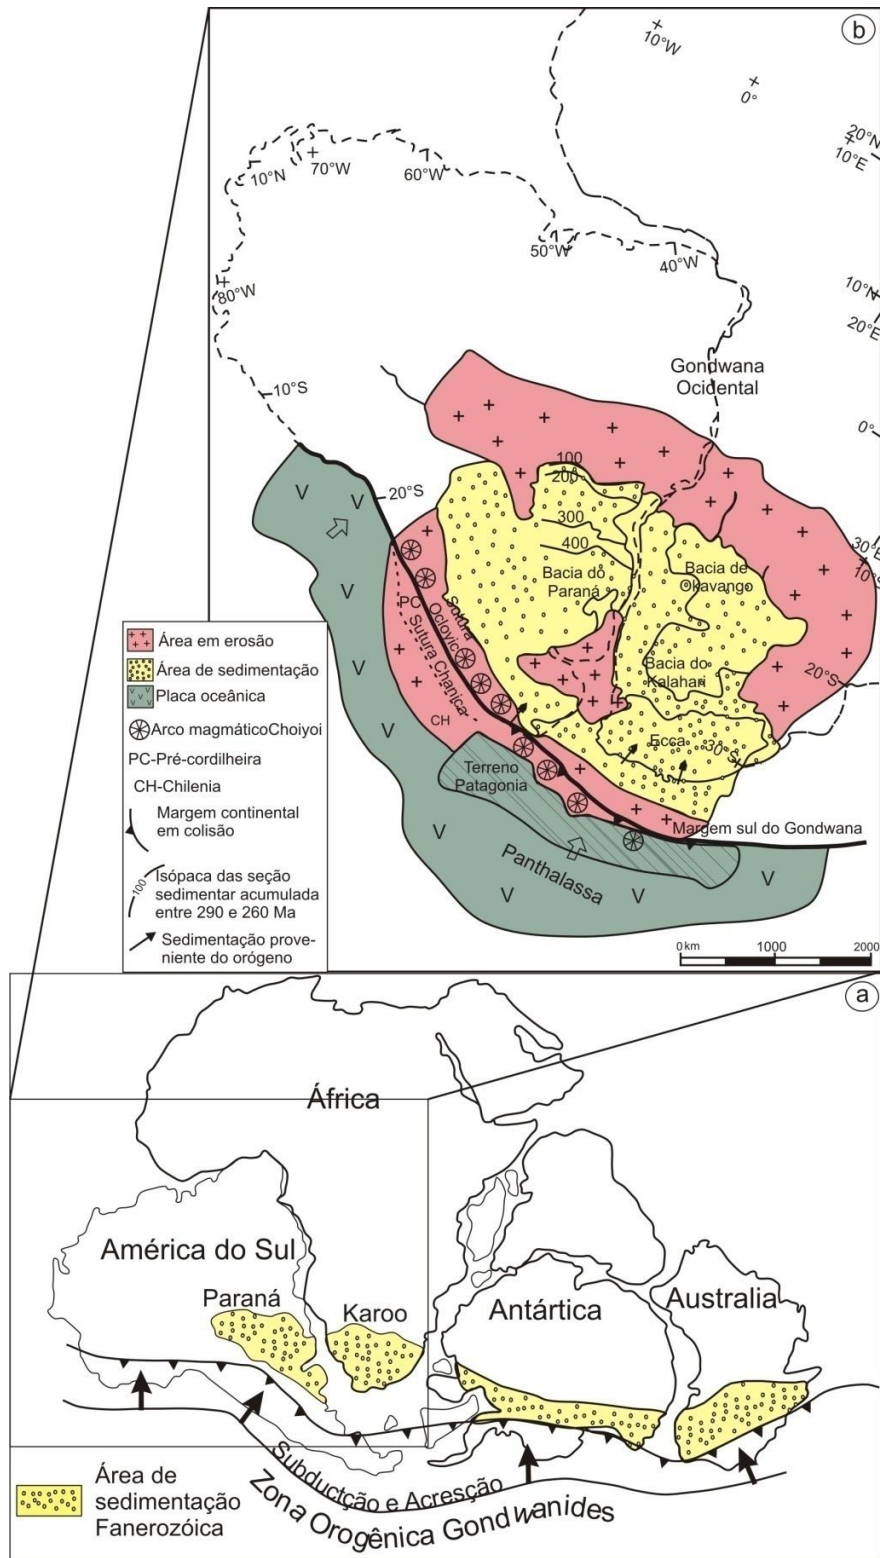 b
10°W
0°
20°N
10°E
10°N
70°W
60°W
50°W
40°W
80°W
10°N
20°E
Gondwana
Ocidental
10°S
0°
100
200
300
400
20°S
30°E
10°S
Bacia do
Paraná
Bacia de
Okavango
PC
Sutura Ocloyic
Sutura Chanica
Bacia do
Kalahari
20°S
CH
Ecca
30°S
Terreno
Patagonia
Margem sul do Gondwana
Panthalassa
Área em erosão
Área de sedimentação
Placa oceânica
Arco magmáticoChoiyoi
PC-Pré-cordilheira
CH-Chilenia
Margem continental
em colisão
100
Isópaca das seção
sedimentar acumulada
entre 290 e 260 Ma
Sedimentação prove-
niente do orógeno
0 km 1000 2000
a
África
América do Sul
Paraná
Karoo
Antártica
Australia
Subductção e Acresção
Zona Orogênica Gondwanides
Área de
sedimentação
Fanerozóica